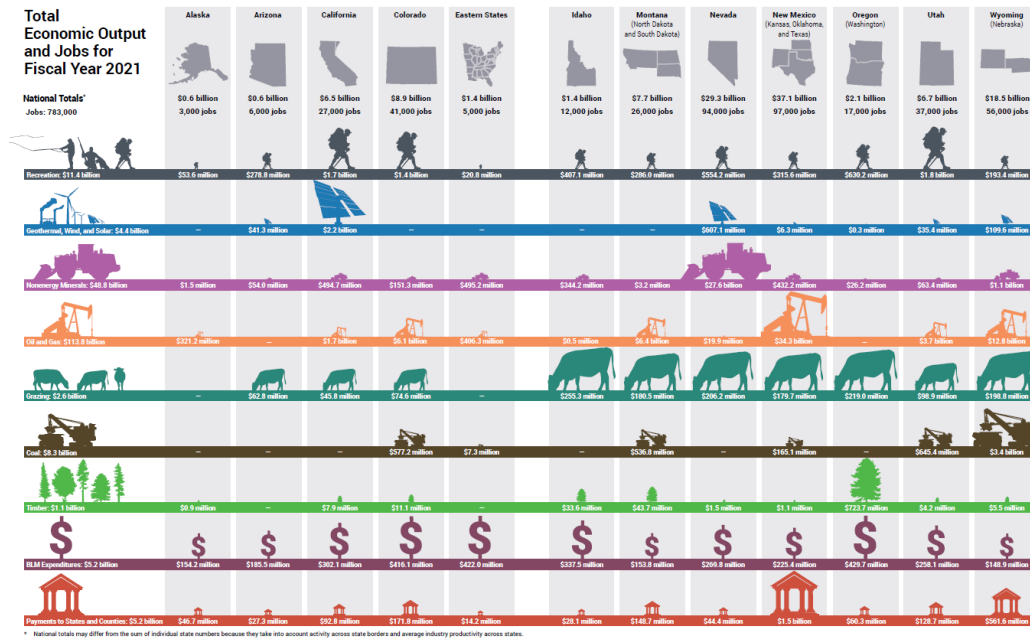 Total
Economic Output
and Jobs for
Fiscal Year 2021
Alaska
Arizona
California
Colorado
Eastern States
Idaho
Montana
(North Dakota
and South Dakota)
Nevada
New Mexico
(Kansas, Oklahoma,
and Texas)
Oregon
(Washington)
Utah
Wyoming
(Nebraska)
National Totals*
$0.6 billion
$0.6 billion
$6.5 billion
$8.9 billion
$1.4 billion
$1.4 billion
$7.7 billion
$29.3 billion
$37.1 billion
$2.1 billion
$6.7 billion
$18.5 billion
Jobs: 783,000
3,000 jobs
6,000 jobs
27,000 jobs
41,000 jobs
5,000 jobs
12,000 jobs
26,000 jobs
94,000 jobs
97,000 jobs
17,000 jobs
37,000 jobs
56,000 jobs
Recreation: $11.4 billion
$53.6 million
$278.8 million
$1.7 billion
$1.4 billion
$20.8 million
$407.1 million
$286.0 million
$554.2 million
$315.6 million
$630.2 million
$1.8 billion
$193.4 million
Geothermal, Wind, and Solar: $4.4 billion
–
$41.3 million
$2.2 billion
–
–
–
–
$607.1 million
$6.3 million
$0.3 million
$35.4 million
$109.6 million
Nonenergy Minerals: $48.8 billion
$1.5 million
$54.0 million
$494.7 million
$151.3 million
$495.2 million
$344.2 million
$3.2 million
$27.6 billion
$432.2 million
$26.2 million
$63.4 million
$1.1 billion
Oil and Gas: $113.8 billion
$321.2 million
–
$1.7 billion
$6.1 billion
$406.3 million
$0.5 million
$6.4 billion
$19.9 million
$34.3 billion
–
$3.7 billion
$12.8 billion
Grazing: $2.6 billion
–
$62.8 million
$45.8 million
$74.6 million
–
$255.3 million
$180.5 million
$206.2 million
$179.7 million
$219.0 million
$98.9 million
$198.8 million
Coal: $8.3 billion
–
–
–
$577.2 million
$7.3 million
–
$536.8 million
–
$165.1 million
–
$645.4 million
$3.4 billion
Timber: $1.1 billion
$0.9 million
–
$7.9 million
$11.1 million
–
$33.6 million
$43.7 million
$1.5 million
$1.1 million
$723.7 million
$4.2 million
$5.5 million
$
$
$
$
$
$
$
$
$
$
$
$
$
BLM Expenditures: $5.2 billion
$154.2 million
$185.5 million
$302.1 million
$416.1 million
$422.0 million
$337.5 million
$153.8 million
$269.8 million
$225.4 million
$429.7 million
$258.1 million
$148.9 million
Payments to States and Counties: $5.2 billion
$46.7 million
$27.3 million
$92.8 million
$171.8 million
$14.2 million
$28.1 million
$148.7 million
$44.4 million
$1.5 billion
$60.3 million
$128.7 million
$561.6 million
* National totals may differ from the sum of individual state numbers because they take into account activity across state borders and average industry productivity across states.